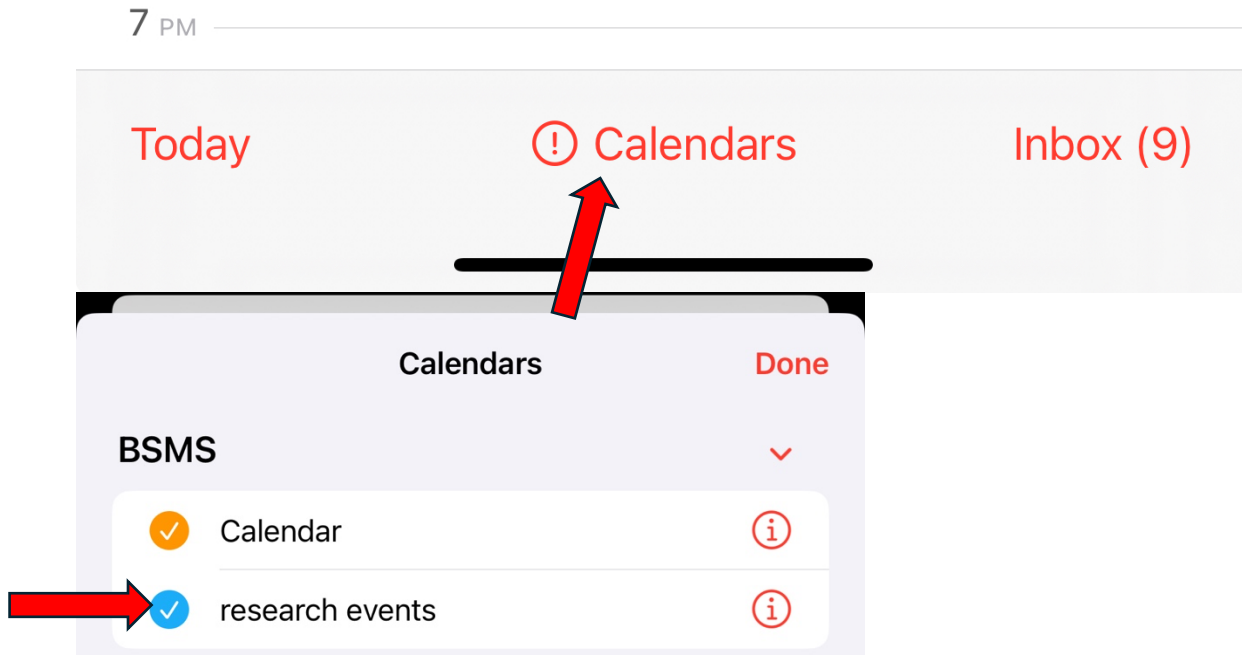 7 PM
Today Calendars Inbox (9)
Calendars Done
BSMS
Calendar
research events